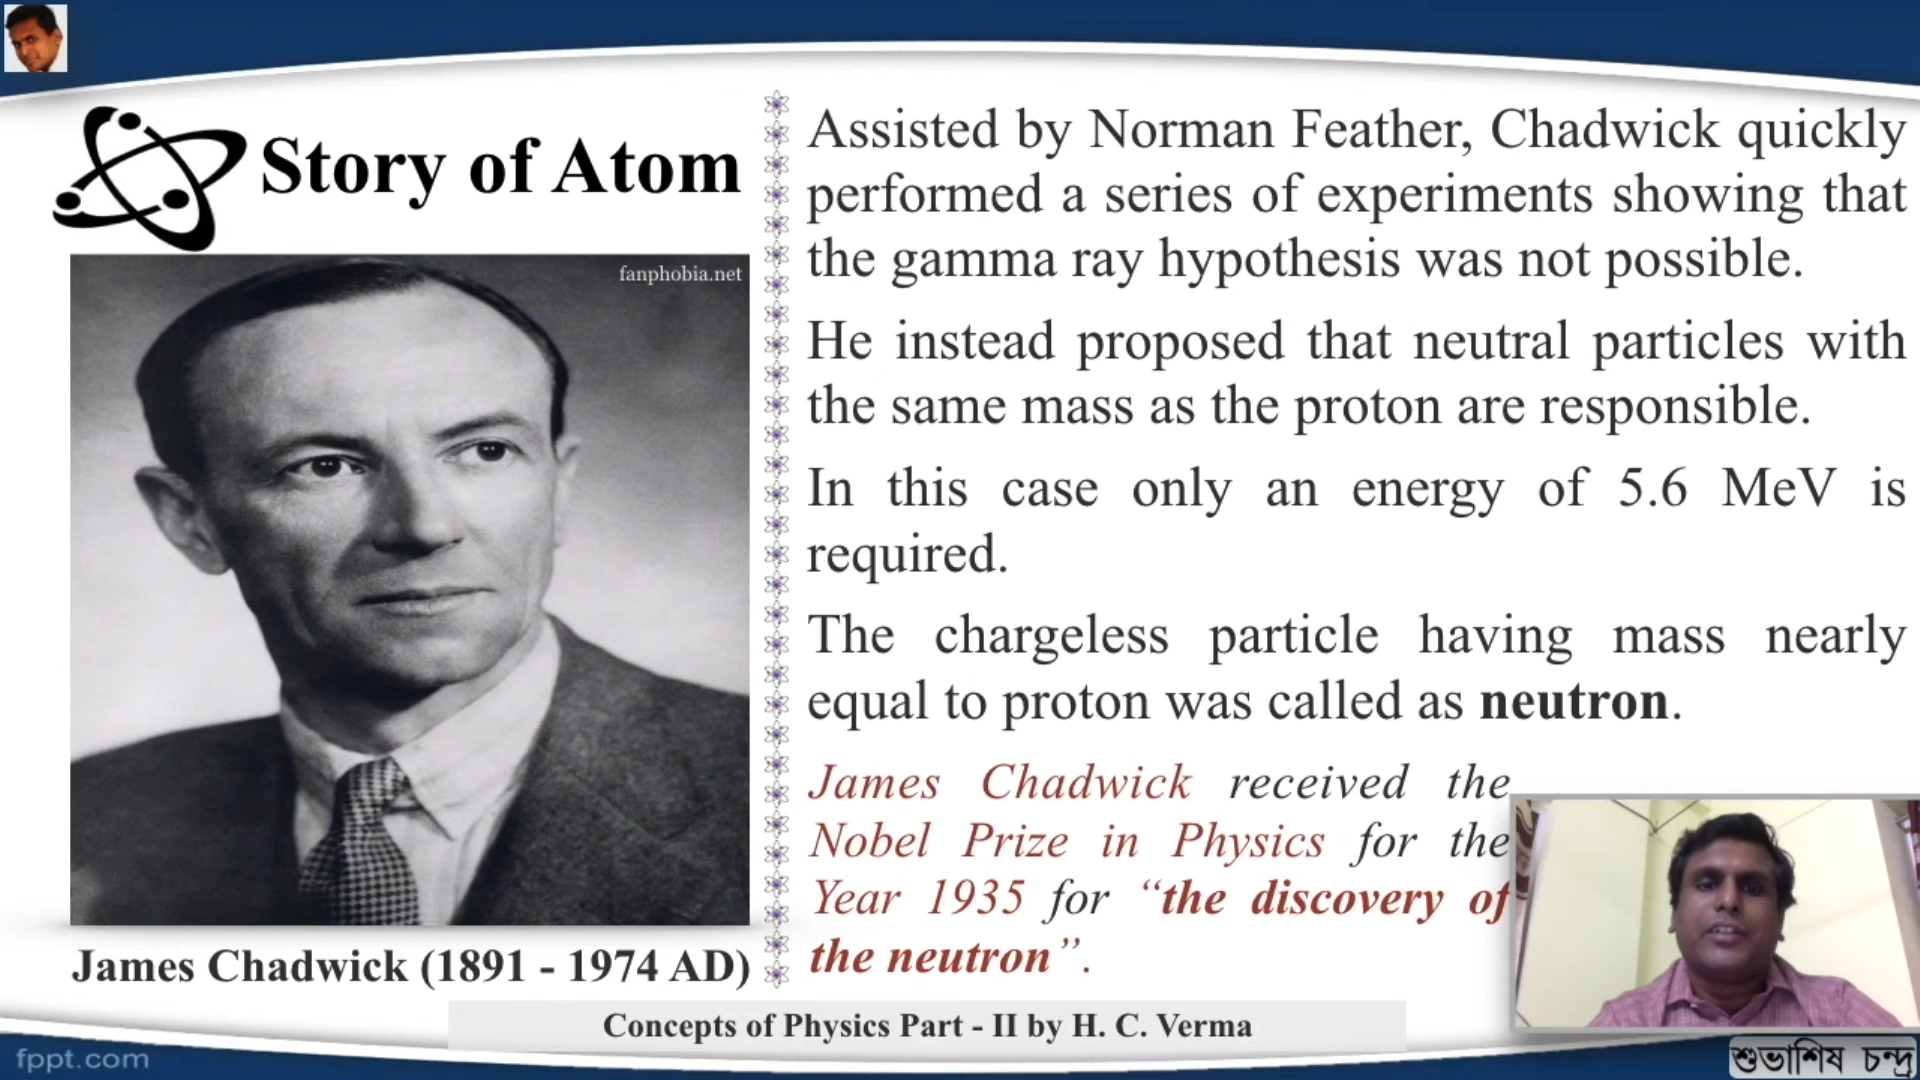 Story of Atom
fanphobia.net
James Chadwick (1891 - 1974 AD)
Assisted by Norman Feather, Chadwick quickly
performed a series of experiments showing that
the gamma ray hypothesis was not possible.
He instead proposed that neutral particles with
the same mass as the proton are responsible.
In this case only an energy of 5.6 MeV is
required.
The chargeless particle having mass nearly
equal to proton was called as neutron.
James Chadwick received the
Nobel Prize in Physics for the
Year 1935 for “the discovery of
the neutron”.
Concepts of Physics Part - II by H. C. Verma
fppt.com
শুভাশিষ চন্দ্র